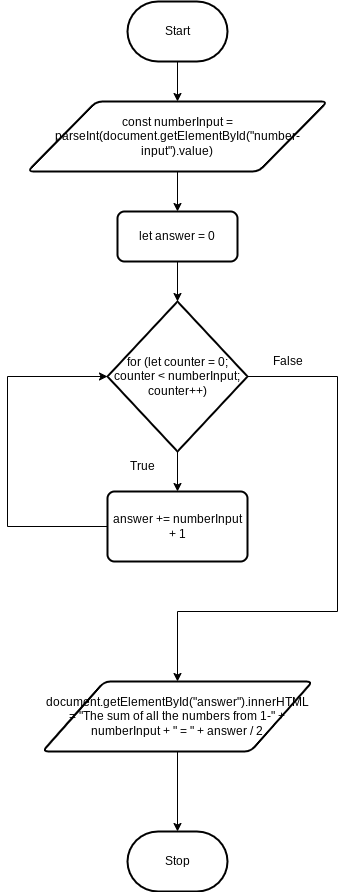 Start
const numberInput =
parseInt(document.getElementById("number-
input").value)
let answer = 0
for (let counter = 0;
counter < numberInput;
counter++)
False
True
answer += numberInput
+ 1
document.getElementById("answer").innerHTML
= "The sum of all the numbers from 1-" +
numberInput + " = " + answer / 2
Stop